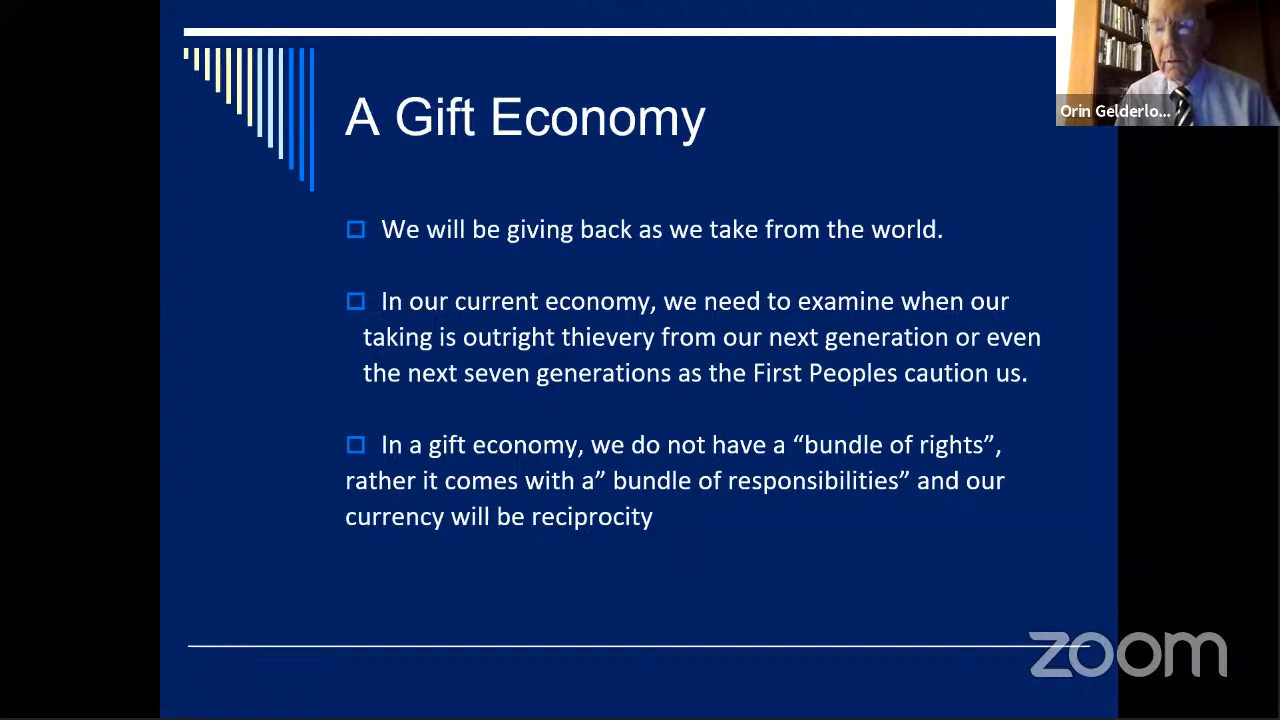 A Gift Economy
Orin Gelderlo...
We will be giving back as we take from the world.
In our current economy, we need to examine when our
taking is outright thievery from our next generation or even
the next seven generations as the First Peoples caution us.
In a gift economy, we do not have a “bundle of rights”,
rather it comes with a” bundle of responsibilities” and our
currency will be reciprocity
zoom